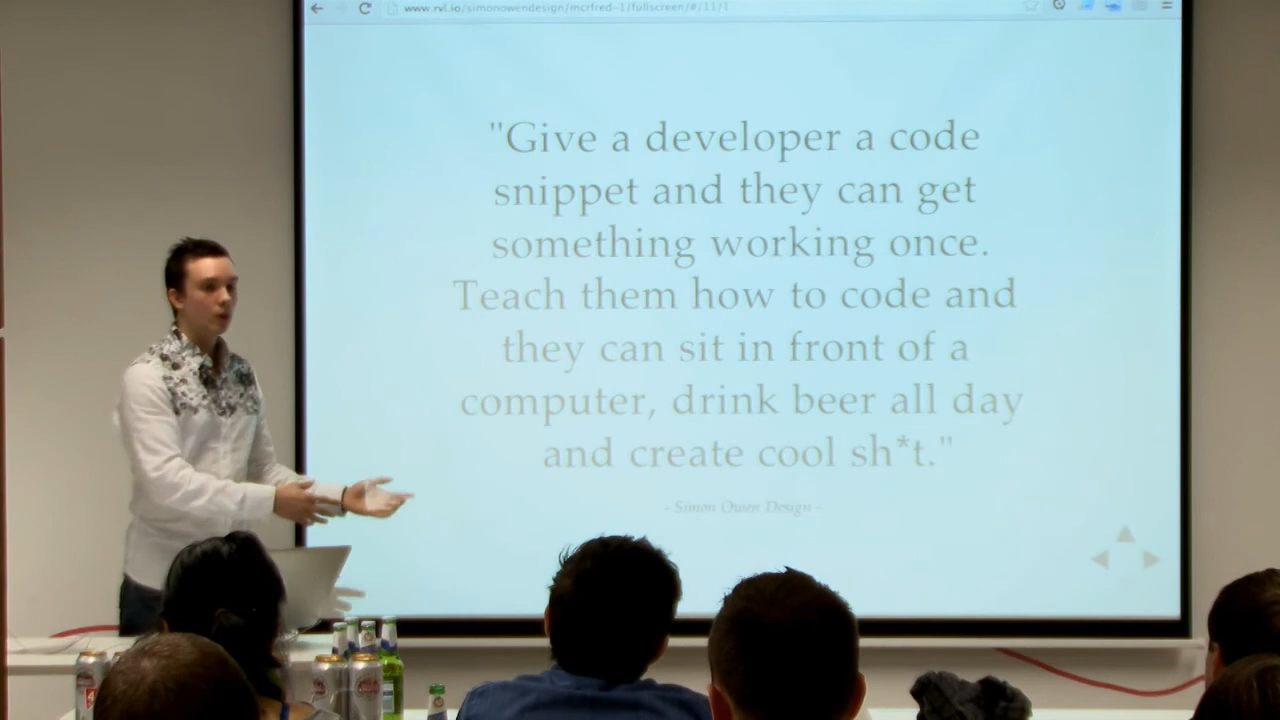 www.rvl.io/simonowendesign/mcrfred-1/fullscreen/#/11/1
"Give a developer a code
snippet and they can get
something working once.
Teach them how to code and
they can sit in front of a
computer, drink beer all day
and create cool sh*t."
- Simon Owen Design -